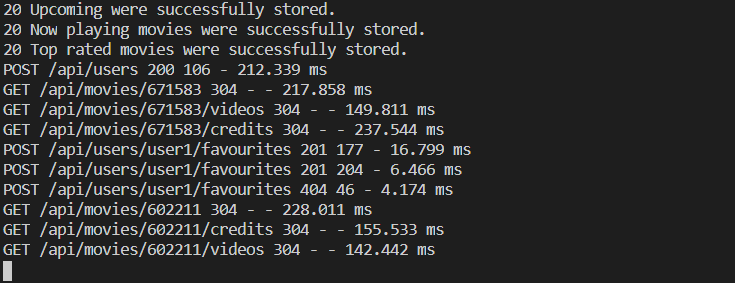 20 Upcoming were successfully stored.
20 Now playing movies were successfully stored.
20 Top rated movies were successfully stored.
POST /api/users 200 106 - 212.339 ms
GET /api/movies/671583 304 - - 217.858 ms
GET /api/movies/671583/videos 304 - - 149.811 ms
GET /api/movies/671583/credits 304 - - 237.544 ms
POST /api/users/user1/favourites 201 177 - 16.799 ms
POST /api/users/user1/favourites 201 204 - 6.466 ms
POST /api/users/user1/favourites 404 46 - 4.174 ms
GET /api/movies/602211 304 - - 228.011 ms
GET /api/movies/602211/credits 304 - - 155.533 ms
GET /api/movies/602211/videos 304 - - 142.442 ms